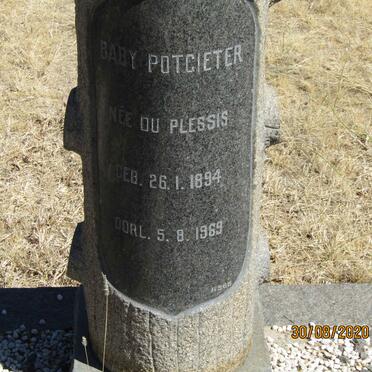 BABY POTGIETER
NÉE DU PLESSIS
GEB. 26.1.1894
OORL. 5.8.1969
30/08/2020